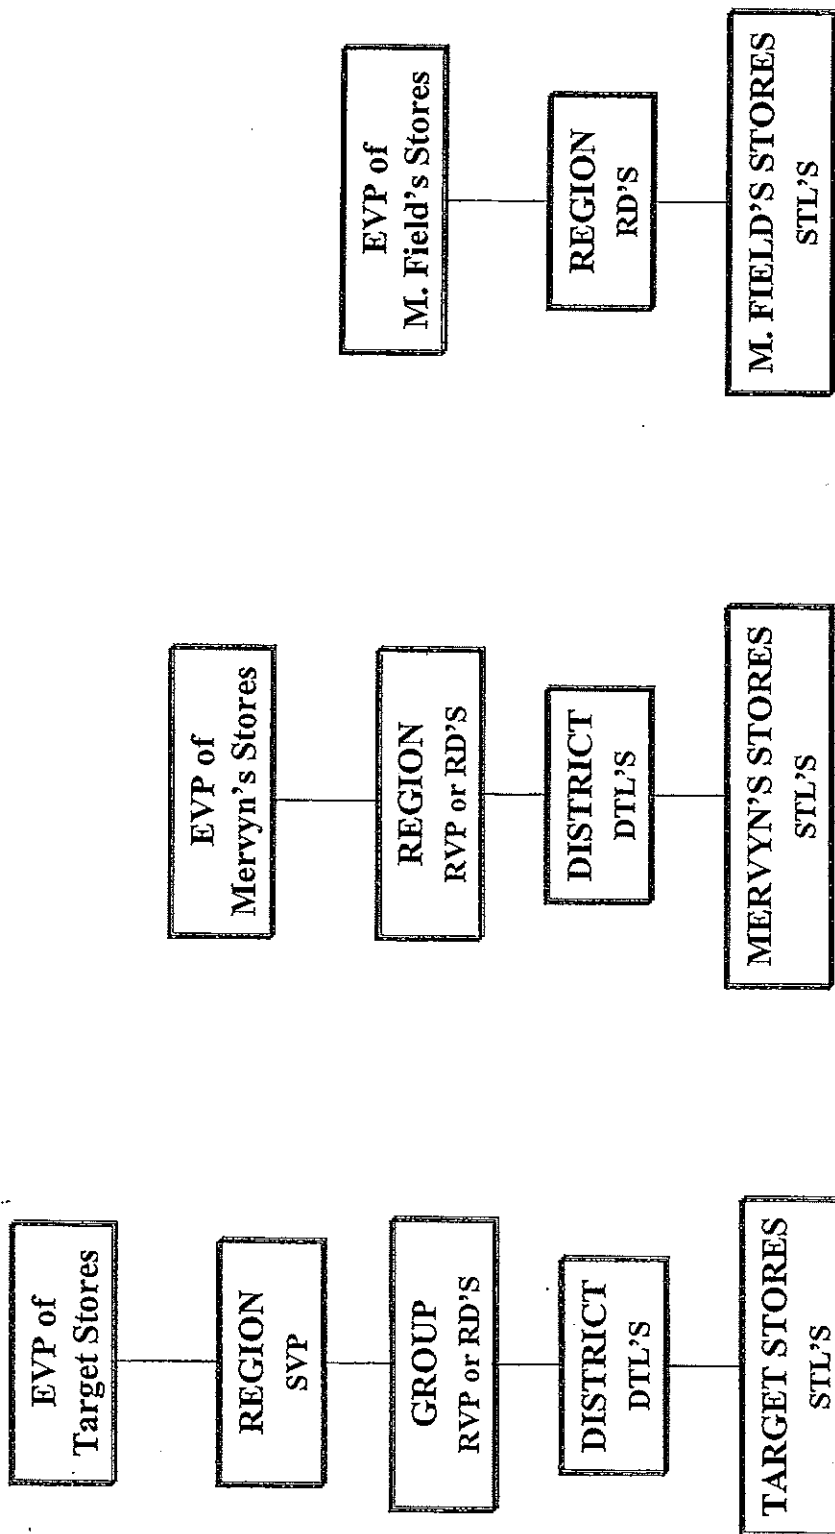 EVP of
Target Stores
REGION
SVP
GROUP
RVP or RD'S
DISTRICT
DTL'S
TARGET STORES
STL'S
EVP of
Mervyn's Stores
REGION
RVP or RD'S
DISTRICT
DTL'S
MERVYN'S STORES
STL'S
EVP of
M. Field's Stores
REGION
RD'S
M. FIELD'S STORES
STL'S